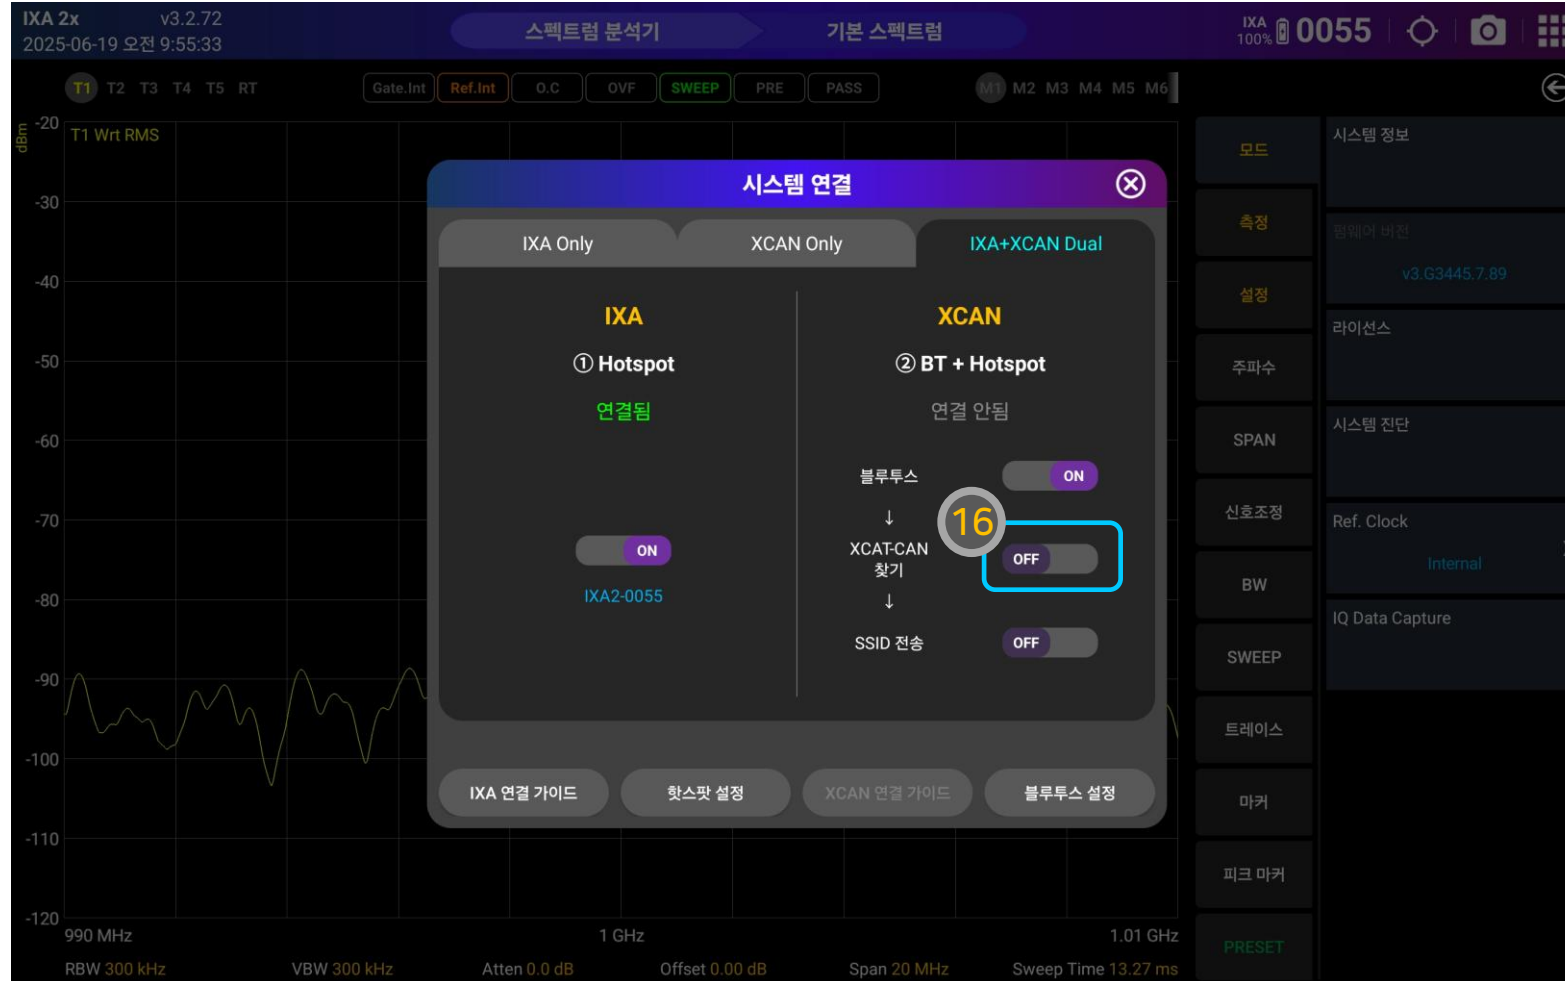 IXA 2x v3.2.72
2025-06-19 오전 9:55:33
스펙트럼 분석기 기본 스펙트럼
IXA 100% 0055
T1 T2 T3 T4 T5 RT
Gate.Int Ref.Int O.C OVF SWEEP PRE PASS
M1 M2 M3 M4 M5 M6
dBm
-20
-30
-40
-50
-60
-70
-80
-90
-100
-110
-120
T1 Wrt RMS
시스템 연결
IXA Only XCAN Only IXA+XCAN Dual
IXA
① Hotspot
연결됨
ON
IXA2-0055
XCAN
② BT + Hotspot
연결 안됨
블루투스 ON
↓
16
XCAT-CAN
찾기
OFF
↓
SSID 전송 OFF
IXA 연결 가이드 핫스팟 설정 XCAN 연결 가이드 블루투스 설정
모드
측정
설정
주파수
SPAN
신호조정
BW
SWEEP
트레이스
마커
피크 마커
PRESET
시스템 정보
펌웨어 버전
v3.G3445.7.89
라이선스
시스템 진단
Ref. Clock
Internal
IQ Data Capture
990 MHz 1 GHz 1.01 GHz
RBW 300 kHz VBW 300 kHz Atten 0.0 dB Offset 0.00 dB Span 20 MHz Sweep Time 13.27 ms